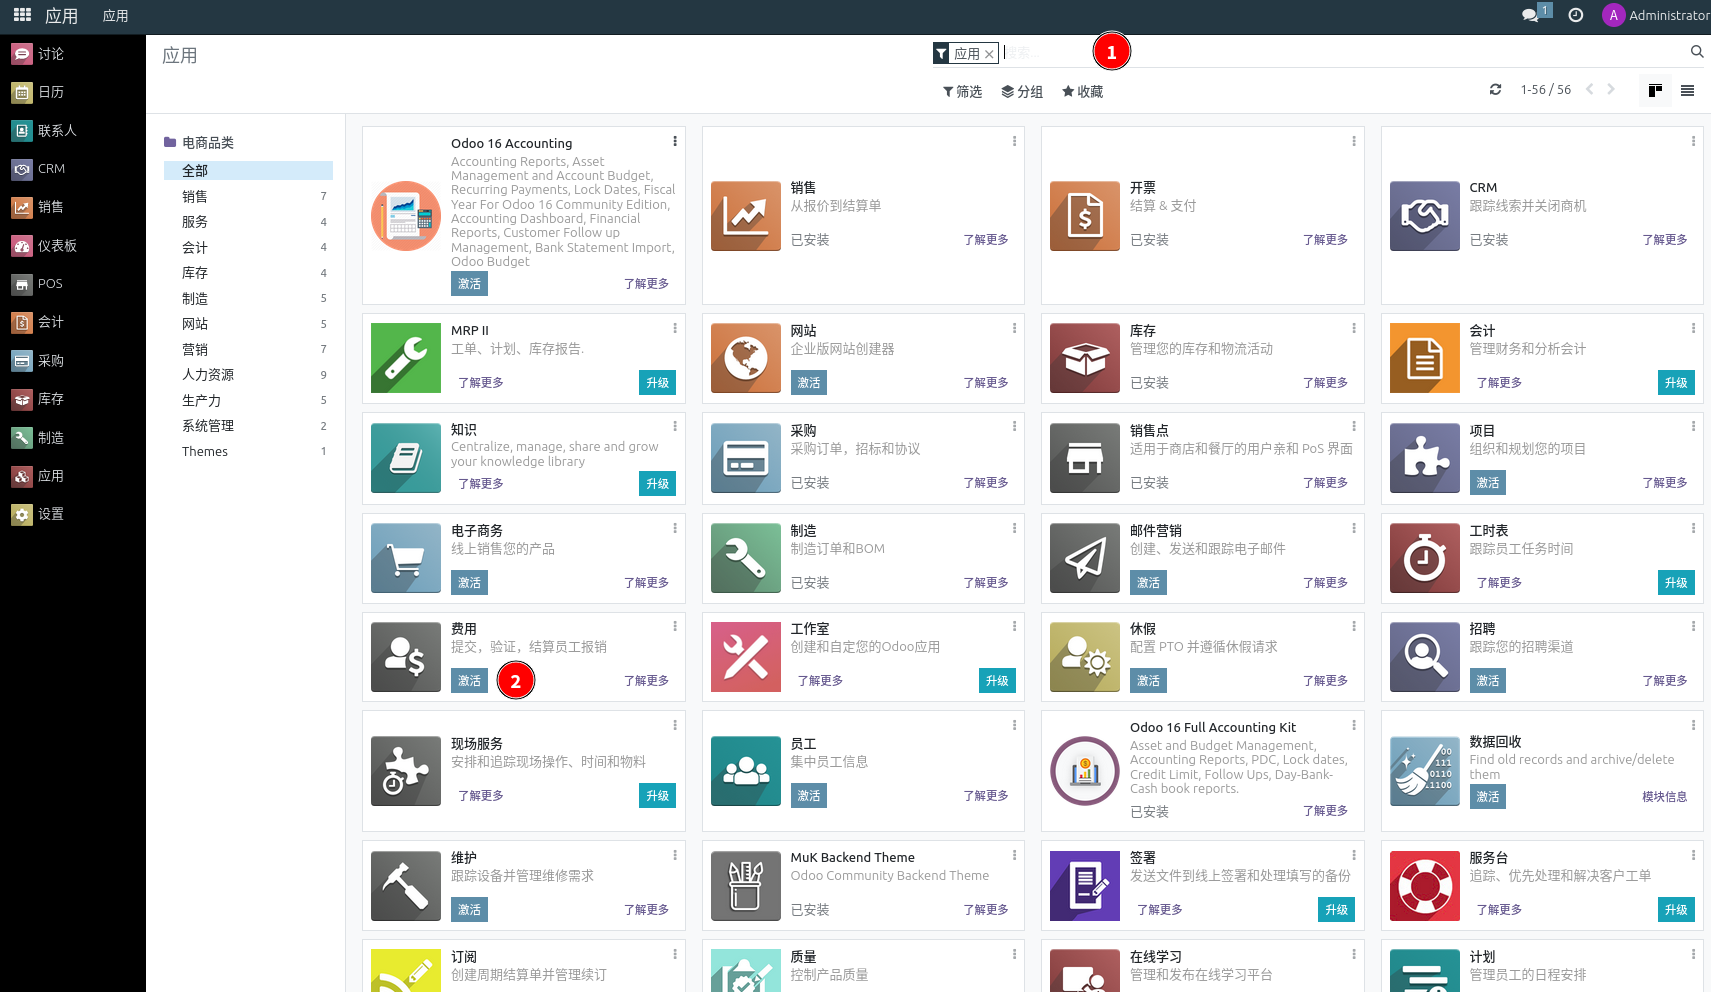 应用 应用 1 A Administrator
讨论
日历
联系人
CRM
销售
仪表板
POS
会计
采购
库存
制造
应用
设置
应用
应用 搜索... 1
筛选 分组 收藏 1-56 / 56
电商品类
全部
销售 7
服务 4
会计 4
库存 4
制造 5
网站 5
营销 7
人力资源 9
生产力 5
系统管理 2
Themes 1
Odoo 16 Accounting
Accounting Reports, Asset
Management and Account Budget,
Recurring Payments, Lock Dates, Fiscal
Year For Odoo 16 Community Edition,
Accounting Dashboard, Financial
Reports, Customer Follow up
Management, Bank Statement Import,
Odoo Budget
激活 了解更多
销售
从报价到结算单
已安装 了解更多
开票
结算 & 支付
已安装 了解更多
CRM
跟踪线索并关闭商机
已安装 了解更多
MRP II
工单、计划、库存报告.
了解更多 升级
网站
企业版网站创建器
激活 了解更多
库存
管理您的库存和物流活动
已安装 了解更多
会计
管理财务和分析会计
了解更多 升级
知识
Centralize, manage, share and grow
your knowledge library
了解更多 升级
采购
采购订单，招标和协议
已安装 了解更多
销售点
适用于商店和餐厅的用户亲和 PoS 界面
已安装 了解更多
项目
组织和规划您的项目
激活 了解更多
电子商务
线上销售您的产品
激活 了解更多
制造
制造订单和BOM
已安装 了解更多
邮件营销
创建、发送和跟踪电子邮件
激活 了解更多
工时表
跟踪员工任务时间
了解更多 升级
费用
提交，验证，结算员工报销
激活 2 了解更多
工作室
创建和自定您的Odoo应用
了解更多 升级
休假
配置 PTO 并遵循休假请求
激活 了解更多
招聘
跟踪您的招聘渠道
激活 了解更多
现场服务
安排和追踪现场操作、时间和物料
了解更多 升级
员工
集中员工信息
激活 了解更多
Odoo 16 Full Accounting Kit
Asset and Budget Management,
Accounting Reports, PDC, Lock dates,
Credit Limit, Follow Ups, Day-Bank-
Cash book reports.
已安装 了解更多
数据回收
Find old records and archive/delete
them
激活 模块信息
维护
跟踪设备并管理维修需求
激活 了解更多
MuK Backend Theme
Odoo Community Backend Theme
已安装 了解更多
签署
发送文件到线上签署和处理填写的备份
了解更多 升级
服务台
追踪、优先处理和解决客户工单
了解更多 升级
订阅
创建周期结算单并管理续订
质量
控制产品质量
在线学习
管理和发布在线学习平台
计划
管理员工的日程安排